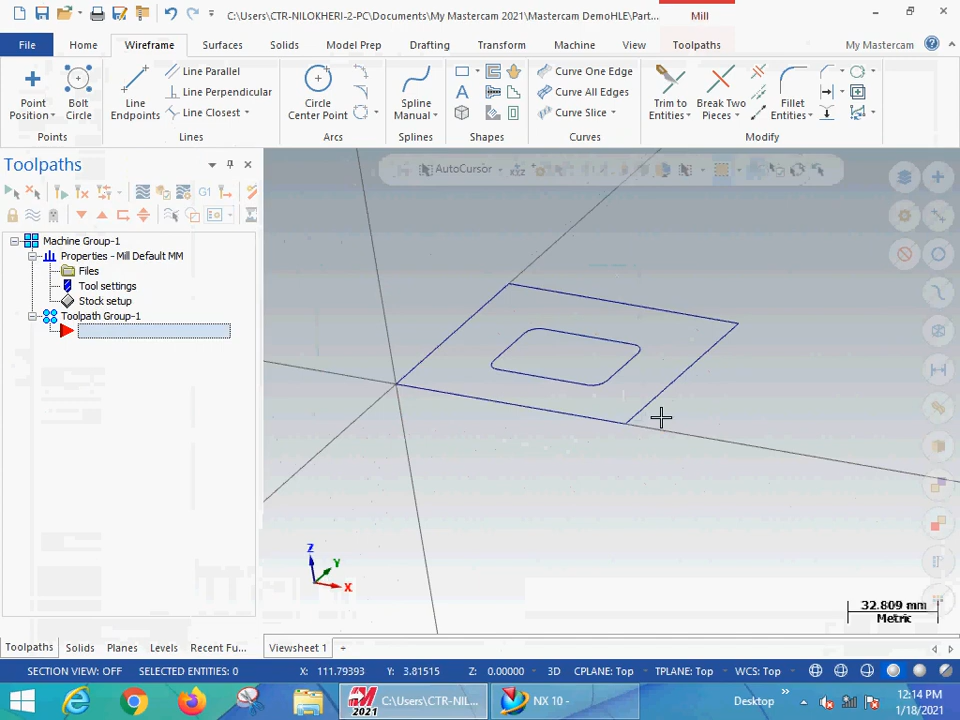 C:\Users\CTR-NILOKHERI-2-PC\Documents\My Mastercam 2021\Mastercam DemoHLE\Part... Mill
File Home Wireframe Surfaces Solids Model Prep Drafting Transform Machine View Toolpaths My Mastercam
Point Position
Bolt Circle
Points
Line Endpoints
Line Parallel
Line Perpendicular
Line Closest
Lines
Circle Center Point
Arcs
Spline Manual
Splines
Shapes
Curve One Edge
Curve All Edges
Curve Slice
Curves
Trim to Entities
Break Two Pieces
Fillet Entities
Modify
Toolpaths
AutoCursor
G1
Machine Group-1
Properties - Mill Default MM
Files
Tool settings
Stock setup
Toolpath Group-1
Z
Y
X
32.809 mm
Metric
Toolpaths Solids Planes Levels Recent Fu... Viewsheet 1 +
SECTION VIEW: OFF SELECTED ENTITIES: 0 X: 111.79393 Y: 3.81515 Z: 0.00000 3D CPLANE: Top TPLANE: Top WCS: Top
2021 C:\Users\CTR-NIL... NX 10 - Desktop 12:14 PM
1/18/2021